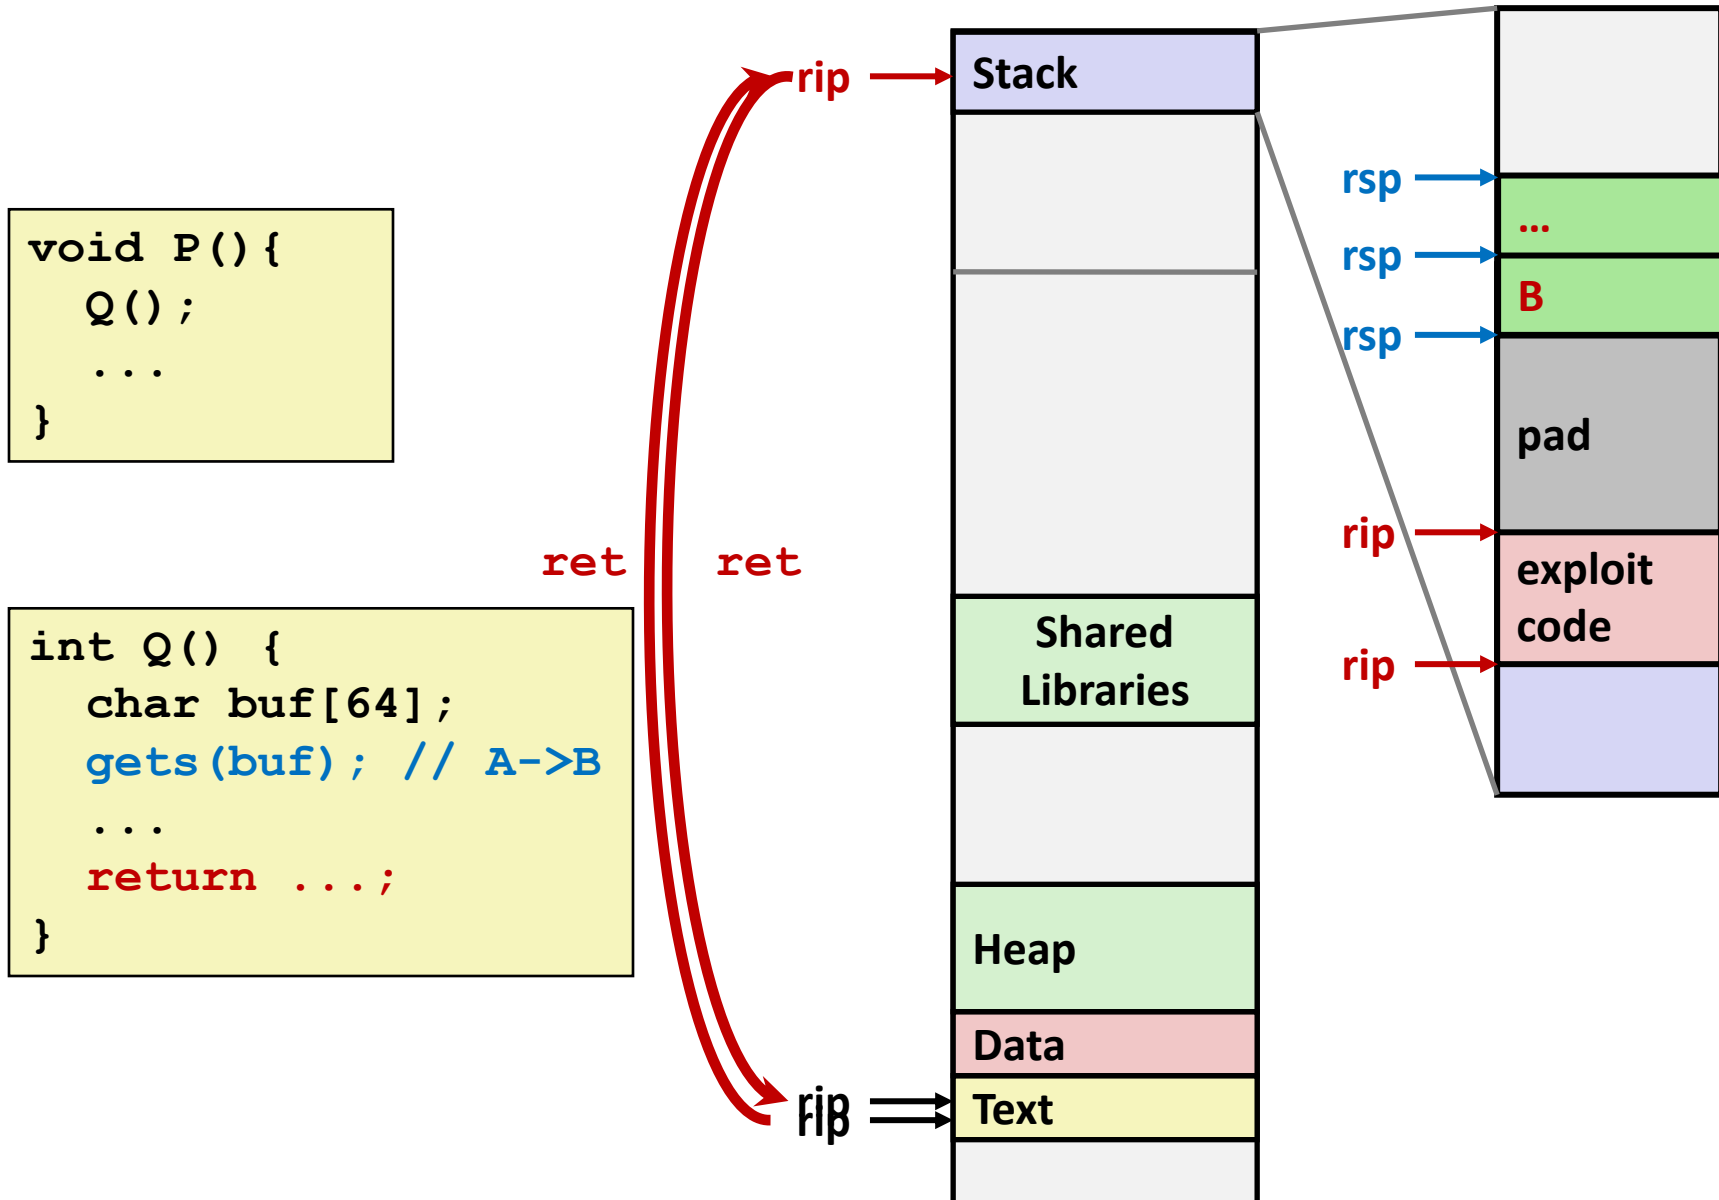 void P(){
Q();
...
}
int Q() {
char buf[64];
gets(buf); // A->B
...
return ...;
}
ret
ret
rip
rip
rip
Stack
Shared
Libraries
Heap
Data
Text
rsp
rsp
rsp
rip
rip
...
B
pad
exploit
code